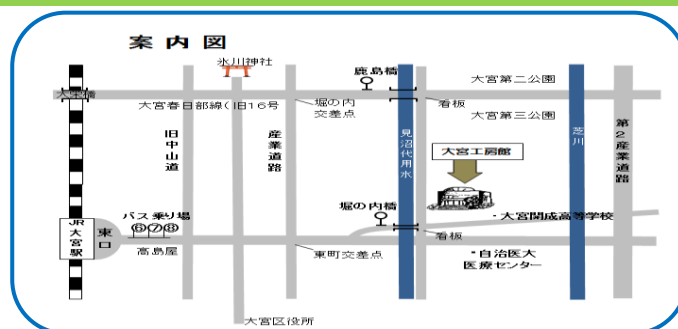 案内図
氷川神社
鹿島橋
大宮第二公園
大栄橋
大宮春日部線(旧16号
堀の内
交差点
看板
大宮第三公園
旧中山道
産業道路
見沼代用水
芝川
第2産業道路
大宮工房館
堀の内橋
・大宮開成高等学校
バス乗り場
⑥⑦⑧
JR大宮駅
東口
高島屋
東町交差点
看板
・自治医大
医療センター
大宮区役所